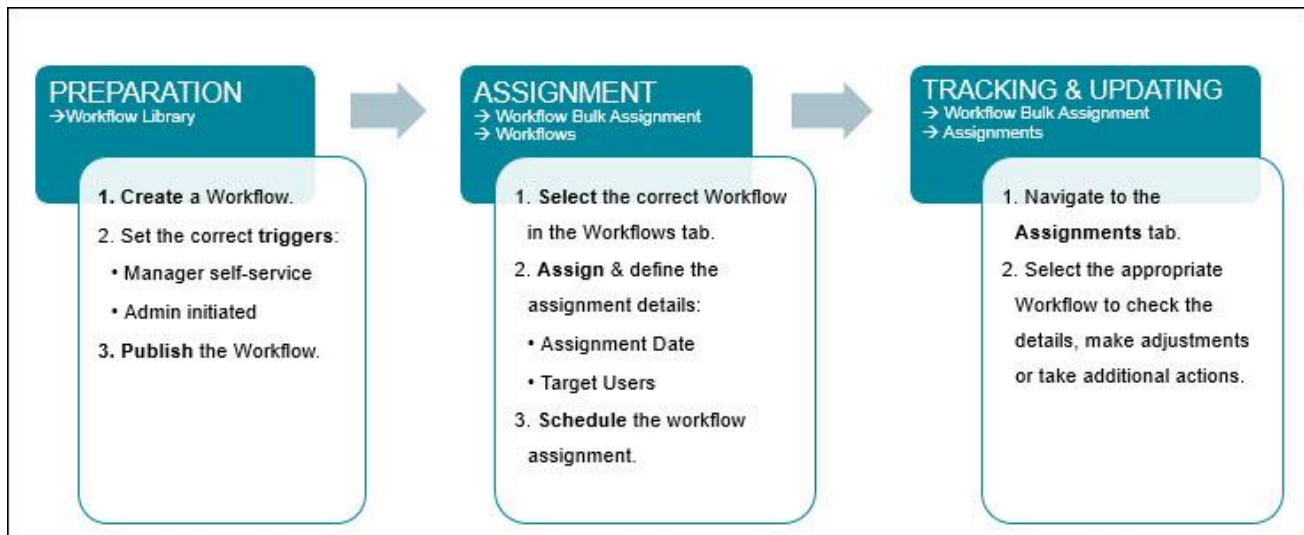 PREPARATION
→Workflow Library
1. Create a Workflow.
2. Set the correct triggers:
• Manager self-service
• Admin initiated
3. Publish the Workflow.
ASSIGNMENT
→ Workflow Bulk Assignment
→ Workflows
1. Select the correct Workflow
in the Workflows tab.
2. Assign & define the
assignment details:
• Assignment Date
• Target Users
3. Schedule the workflow
assignment.
TRACKING & UPDATING
→ Workflow Bulk Assignment
→ Assignments
1. Navigate to the
Assignments tab.
2. Select the appropriate
Workflow to check the
details, make adjustments
or take additional actions.